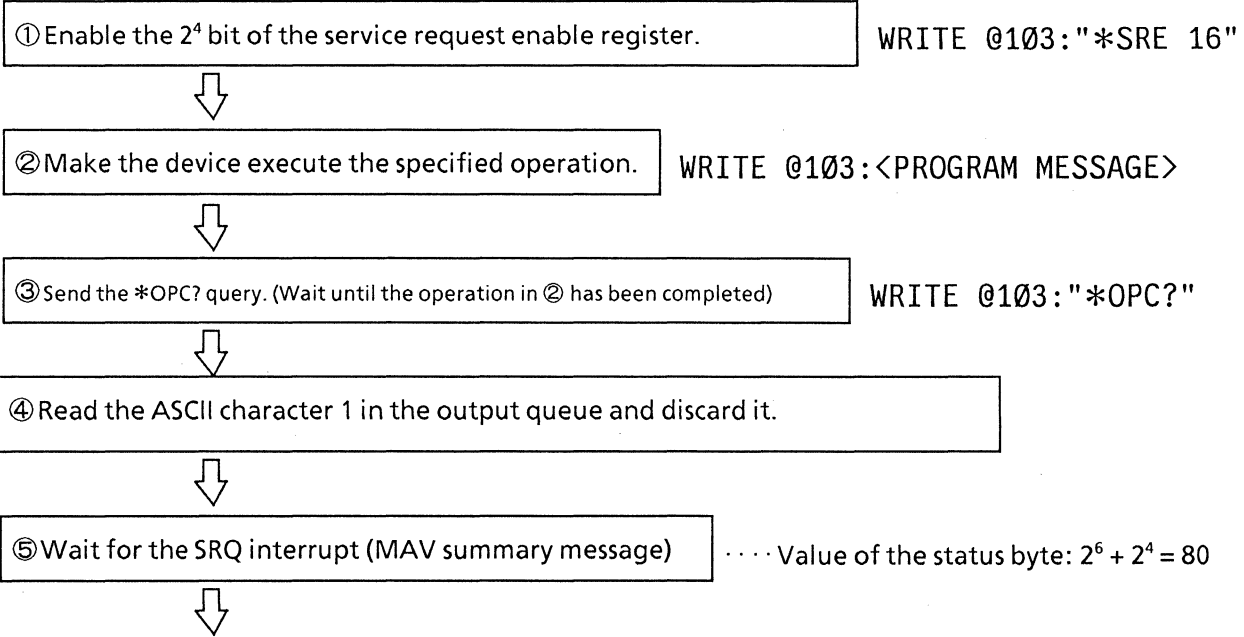 ①Enable the 2⁴ bit of the service request enable register. WRITE @1Ø3:"*SRE 16"
②Make the device execute the specified operation. WRITE @1Ø3:<PROGRAM MESSAGE>
③Send the *OPC? query. (Wait until the operation in ② has been completed) WRITE @1Ø3:"*OPC?"
④Read the ASCII character 1 in the output queue and discard it.
⑤Wait for the SRQ interrupt (MAV summary message) ····Value of the status byte: 2⁶ + 2⁴ = 80